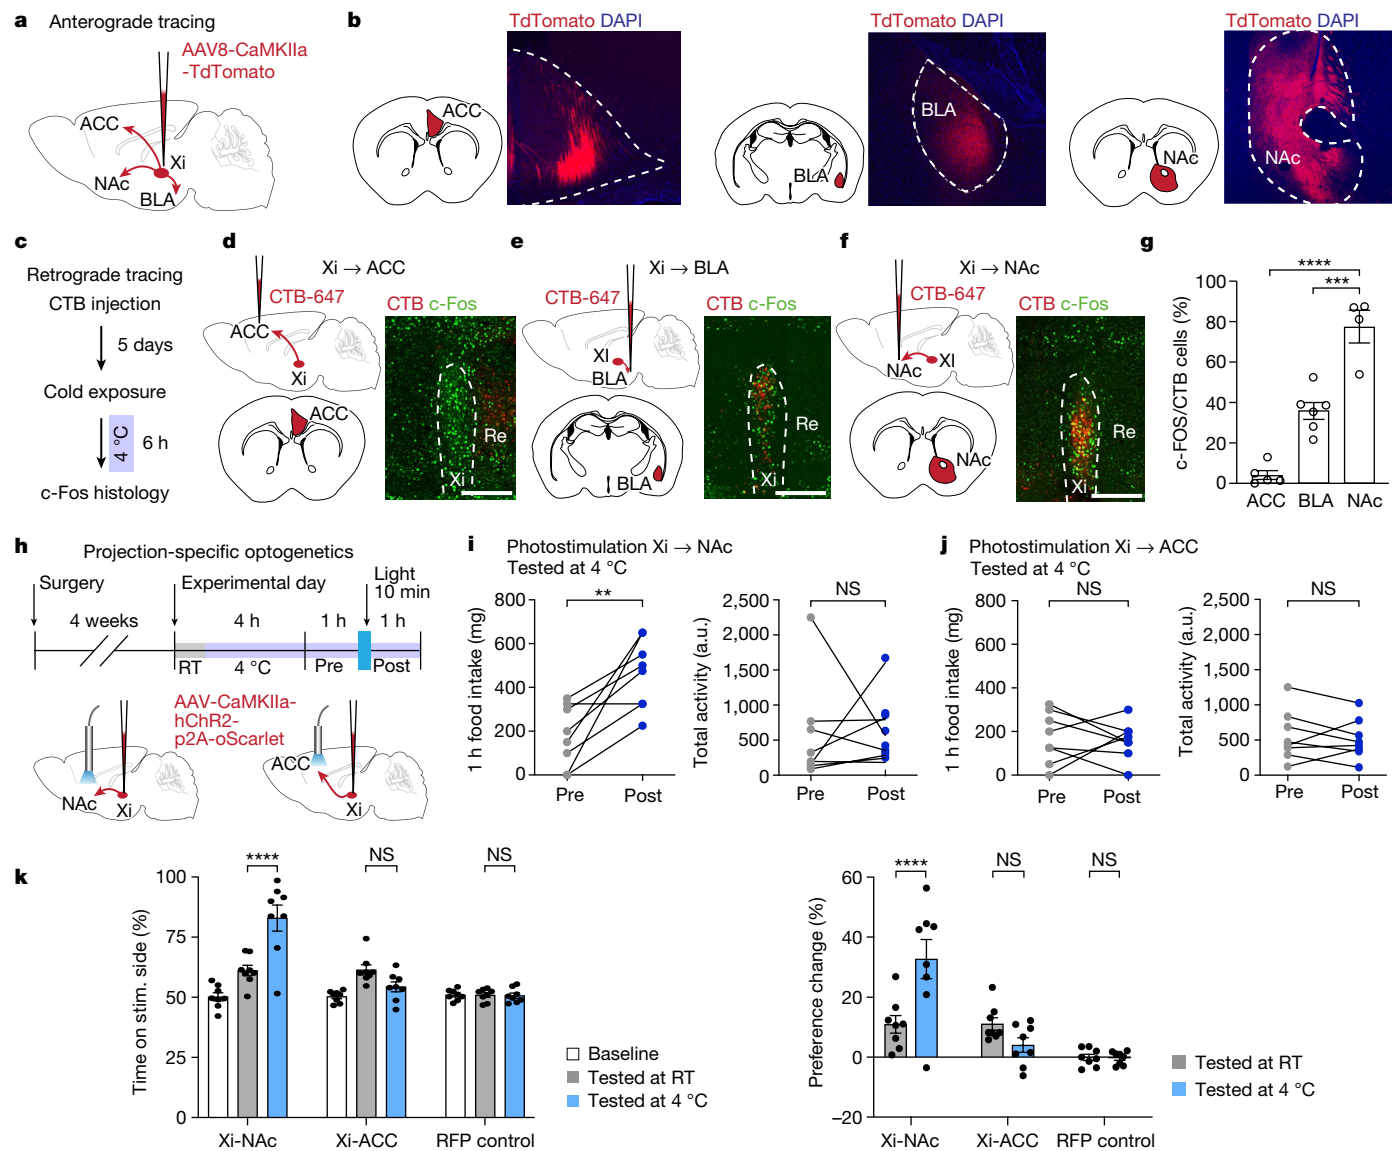 a
Anterograde tracing
AAV8-CaMKIIa
-TdTomato
ACC
Xi
NAc
BLA
b
TdTomato DAPI
ACC
TdTomato DAPI
BLA
BLA
TdTomato DAPI
NAc
NAc
c
Retrograde tracing
CTB injection
5 days
Cold exposure
4 °C
6 h
c-Fos histology
d
Xi → ACC
CTB-647
CTB c-Fos
ACC
Xi
ACC
Re
Xi
e
Xi → BLA
CTB-647
CTB c-Fos
XI
BLA
BLA
Re
Xi
f
Xi → NAc
CTB-647
CTB c-Fos
NAc
XI
NAc
Re
Xi
g
c-FOS/CTB cells (%)
100
80
60
40
20
0
****
***
ACC BLA NAc
h
Projection-specific optogenetics
Surgery
Experimental day
Light
10 min
4 weeks
4 h
1 h
1 h
RT
4 °C
Pre
Post
AAV-CaMKIIa-
hChR2-
p2A-oScarlet
NAc
Xi
ACC
Xi
i
Photostimulation Xi → NAc
Tested at 4 °C
1 h food intake (mg)
800
600
400
200
0
**
Pre Post
Total activity (a.u.)
2,500
2,000
1,500
1,000
500
0
NS
Pre Post
j
Photostimulation Xi → ACC
Tested at 4 °C
1 h food intake (mg)
800
600
400
200
0
NS
Pre Post
Total activity (a.u.)
2,500
2,000
1,500
1,000
500
0
NS
Pre Post
k
Time on stim. side (%)
100
75
50
25
0
**** NS NS
Xi-NAc Xi-ACC RFP control
Baseline
Tested at RT
Tested at 4 °C
Preference change (%)
60
40
20
0
−20
**** NS NS
Xi-NAc Xi-ACC RFP control
Tested at RT
Tested at 4 °C